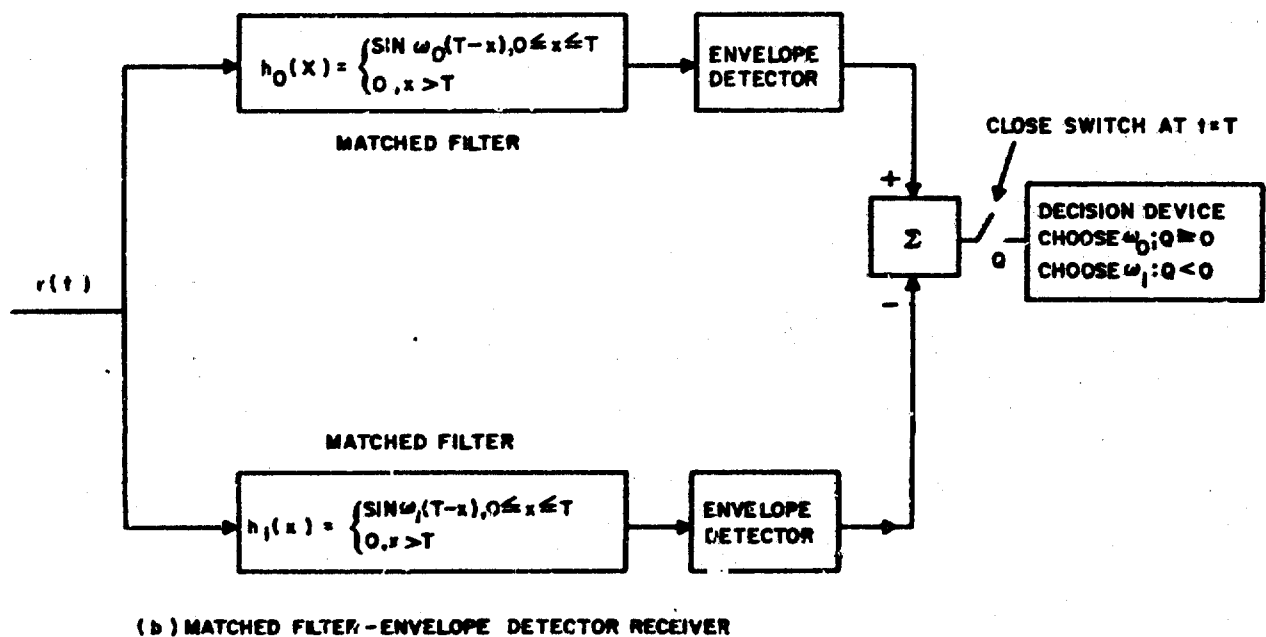 h₀(X) = { SIN ω₀(T-x), 0 ≤ x ≤ T
0, x > T
MATCHED FILTER
ENVELOPE
DETECTOR
CLOSE SWITCH AT t=T
+
Σ
Q
DECISION DEVICE
CHOOSE ω₀; Q ≥ 0
CHOOSE ω₁: Q < 0
r(t)
-
MATCHED FILTER
h₁(x) = { SIN ω₁(T-x), 0 ≤ x ≤ T
0, x > T
ENVELOPE
DETECTOR
(b) MATCHED FILTER-ENVELOPE DETECTOR RECEIVER